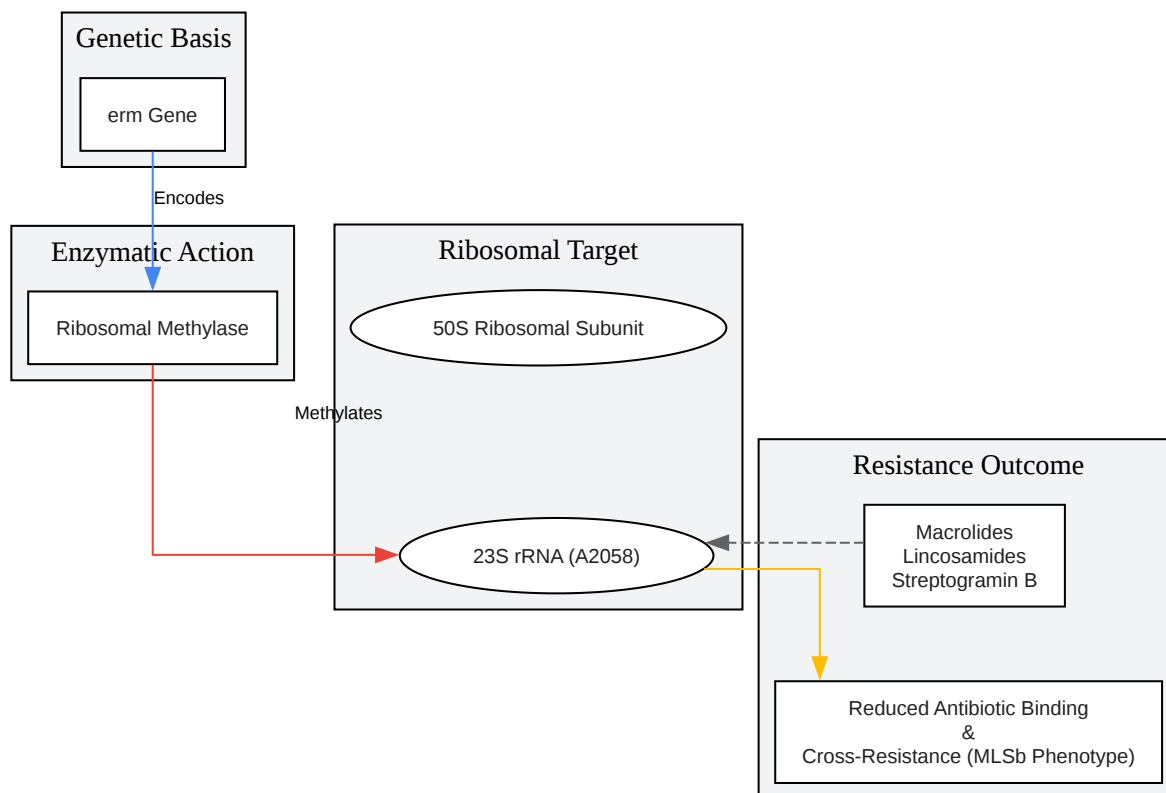 Genetic Basis
erm Gene
Encodes
Enzymatic Action
Ribosomal Methylase
Ribosomal Target
50S Ribosomal Subunit
Methylates
23S rRNA (A2058)
Resistance Outcome
Macrolides
Lincosamides
Streptogramin B
Reduced Antibiotic Binding
&
Cross-Resistance (MLSb Phenotype)